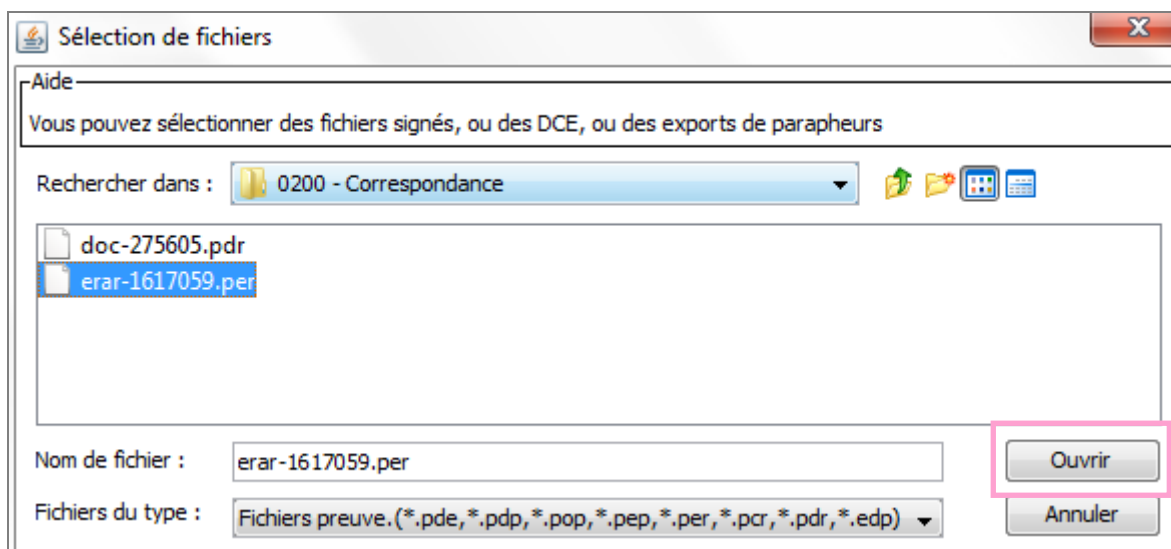 Sélection de fichiers
Aide
Vous pouvez sélectionner des fichiers signés, ou des DCE, ou des exports de parapheurs
Rechercher dans : 0200 - Correspondance
doc-275605.pdr
erar-1617059.per
Nom de fichier : erar-1617059.per Ouvrir
Fichiers du type : Fichiers preuve.(*.pde,*.pdp,*.pop,*.pep,*.per,*.pcr,*.pdr,*.edp) Annuler